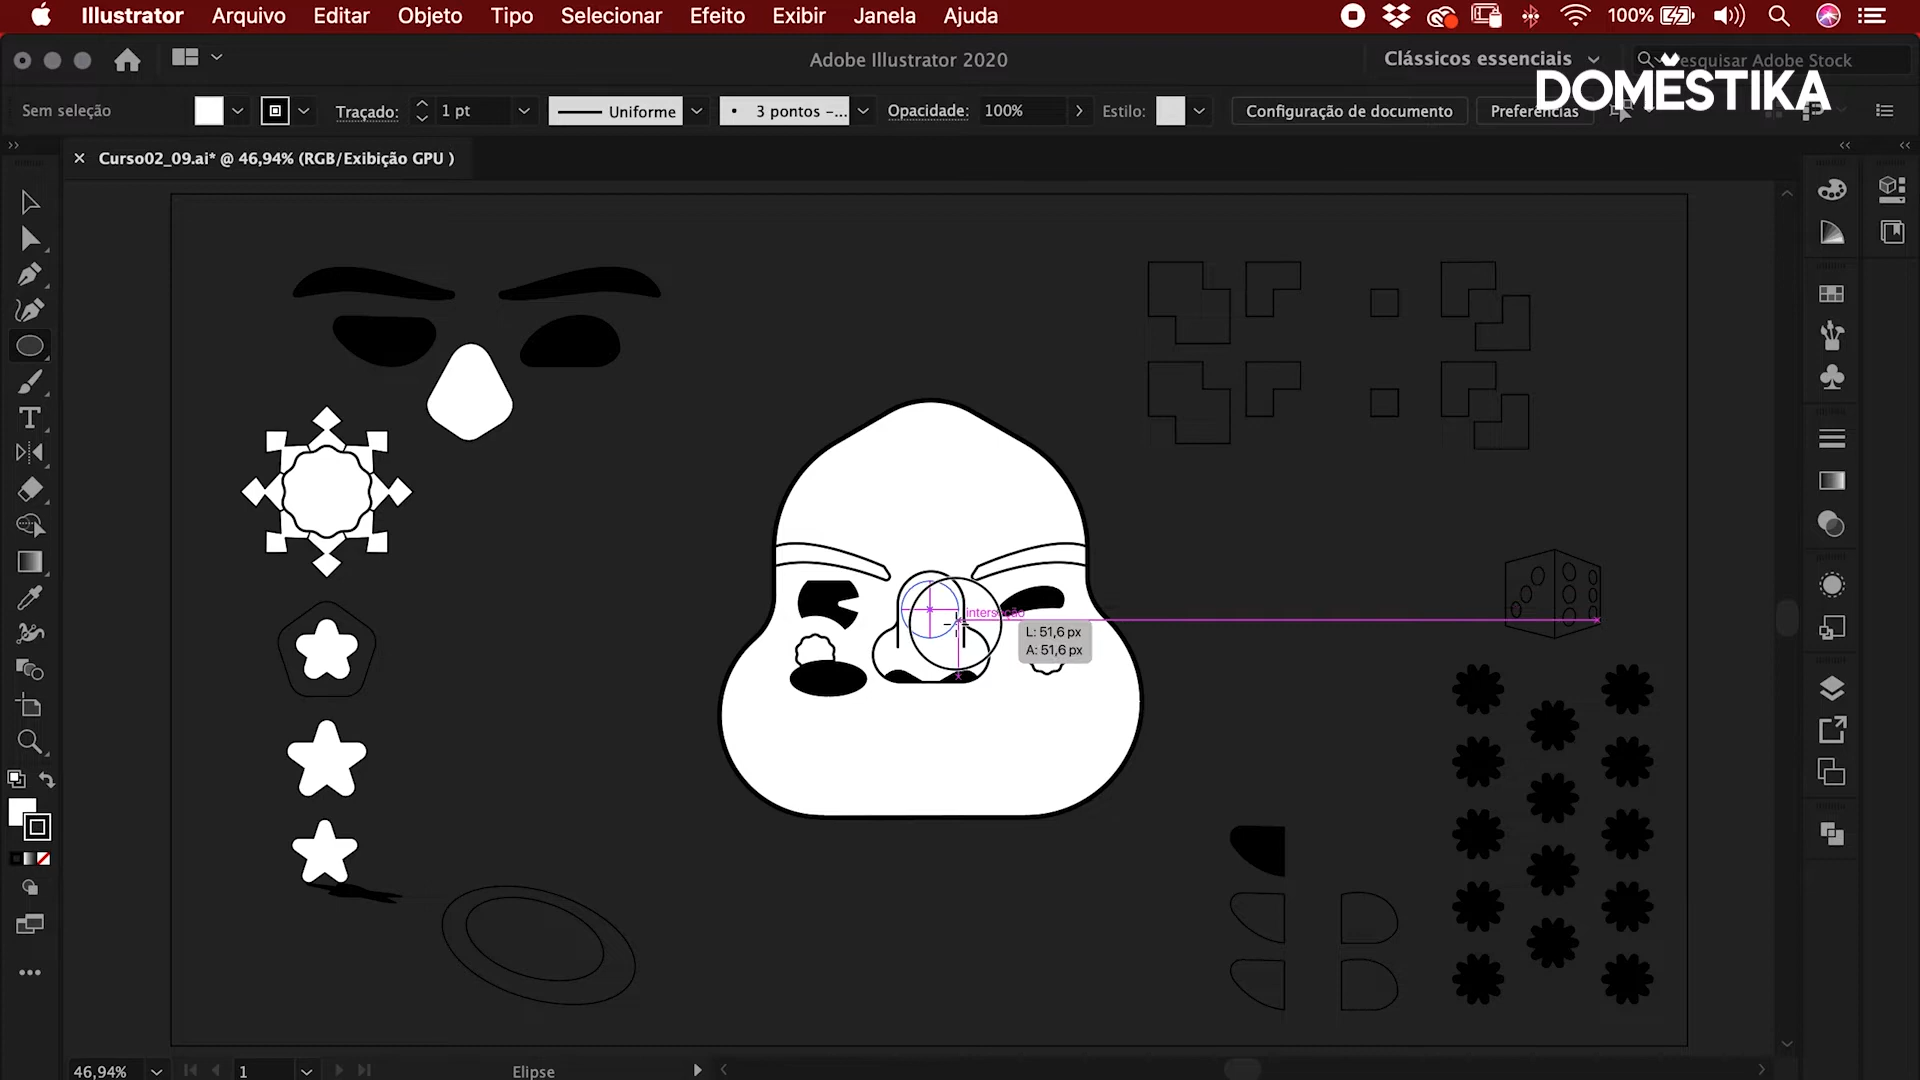 Illustrator Arquivo Editar Objeto Tipo Selecionar Efeito Exibir Janela Ajuda 100%
Adobe Illustrator 2020
Clássicos essenciais
esquisar Adobe Stock
DOMESTIKA
Sem seleção
Traçado: 1 pt
Uniforme
3 pontos –...
Opacidade: 100%
Estilo:
Configuração de documento
Preferências
× Curso02_09.ai* @ 46,94% (RGB/Exibição GPU )
interseção
L: 51,6 px
A: 51,6 px
46,94% 1 Elipse